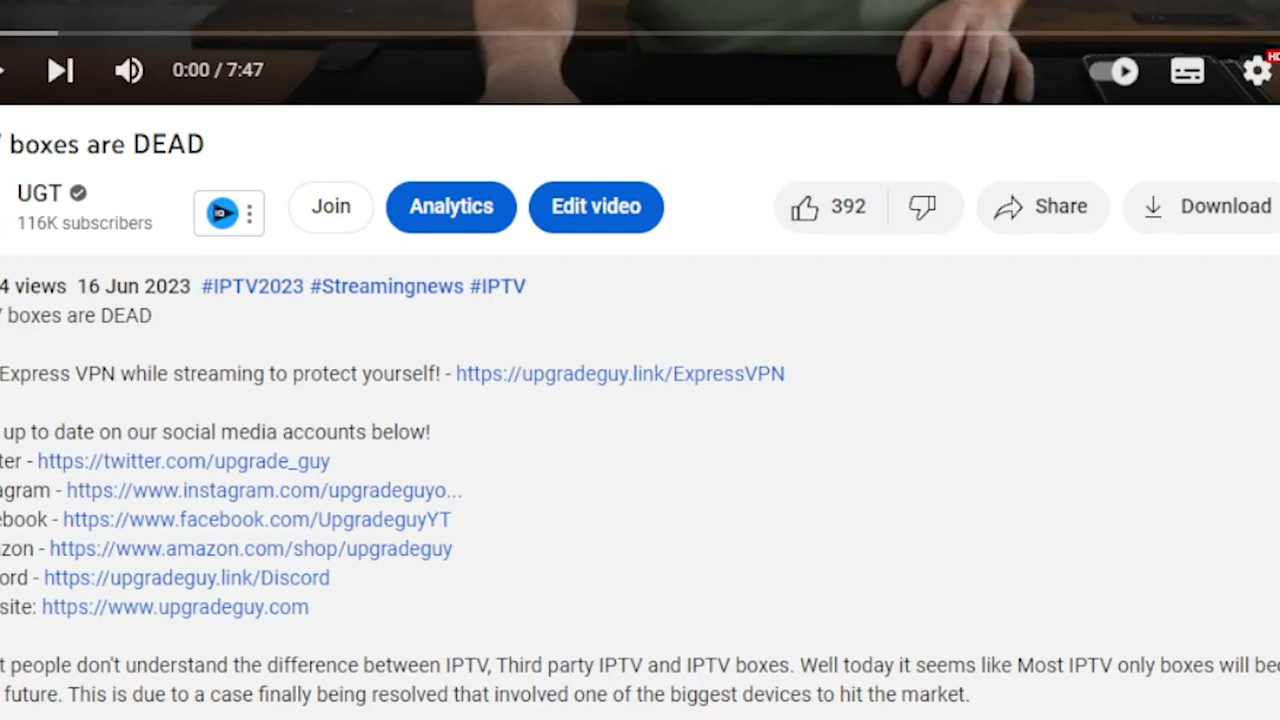 0:00 / 7:47
HD
boxes are DEAD
UGT
116K subscribers
Join
Analytics
Edit video
392
Share
Download
4 views 16 Jun 2023 #IPTV2023 #Streamingnews #IPTV
boxes are DEAD
Express VPN while streaming to protect yourself! - https://upgradeguy.link/ExpressVPN
up to date on our social media accounts below!
ter - https://twitter.com/upgrade_guy
agram - https://www.instagram.com/upgradeguyo...
ebook - https://www.facebook.com/UpgradeguyYT
zon - https://www.amazon.com/shop/upgradeguy
ord - https://upgradeguy.link/Discord
site: https://www.upgradeguy.com
t people don't understand the difference between IPTV, Third party IPTV and IPTV boxes. Well today it seems like Most IPTV only boxes will be
future. This is due to a case finally being resolved that involved one of the biggest devices to hit the market.